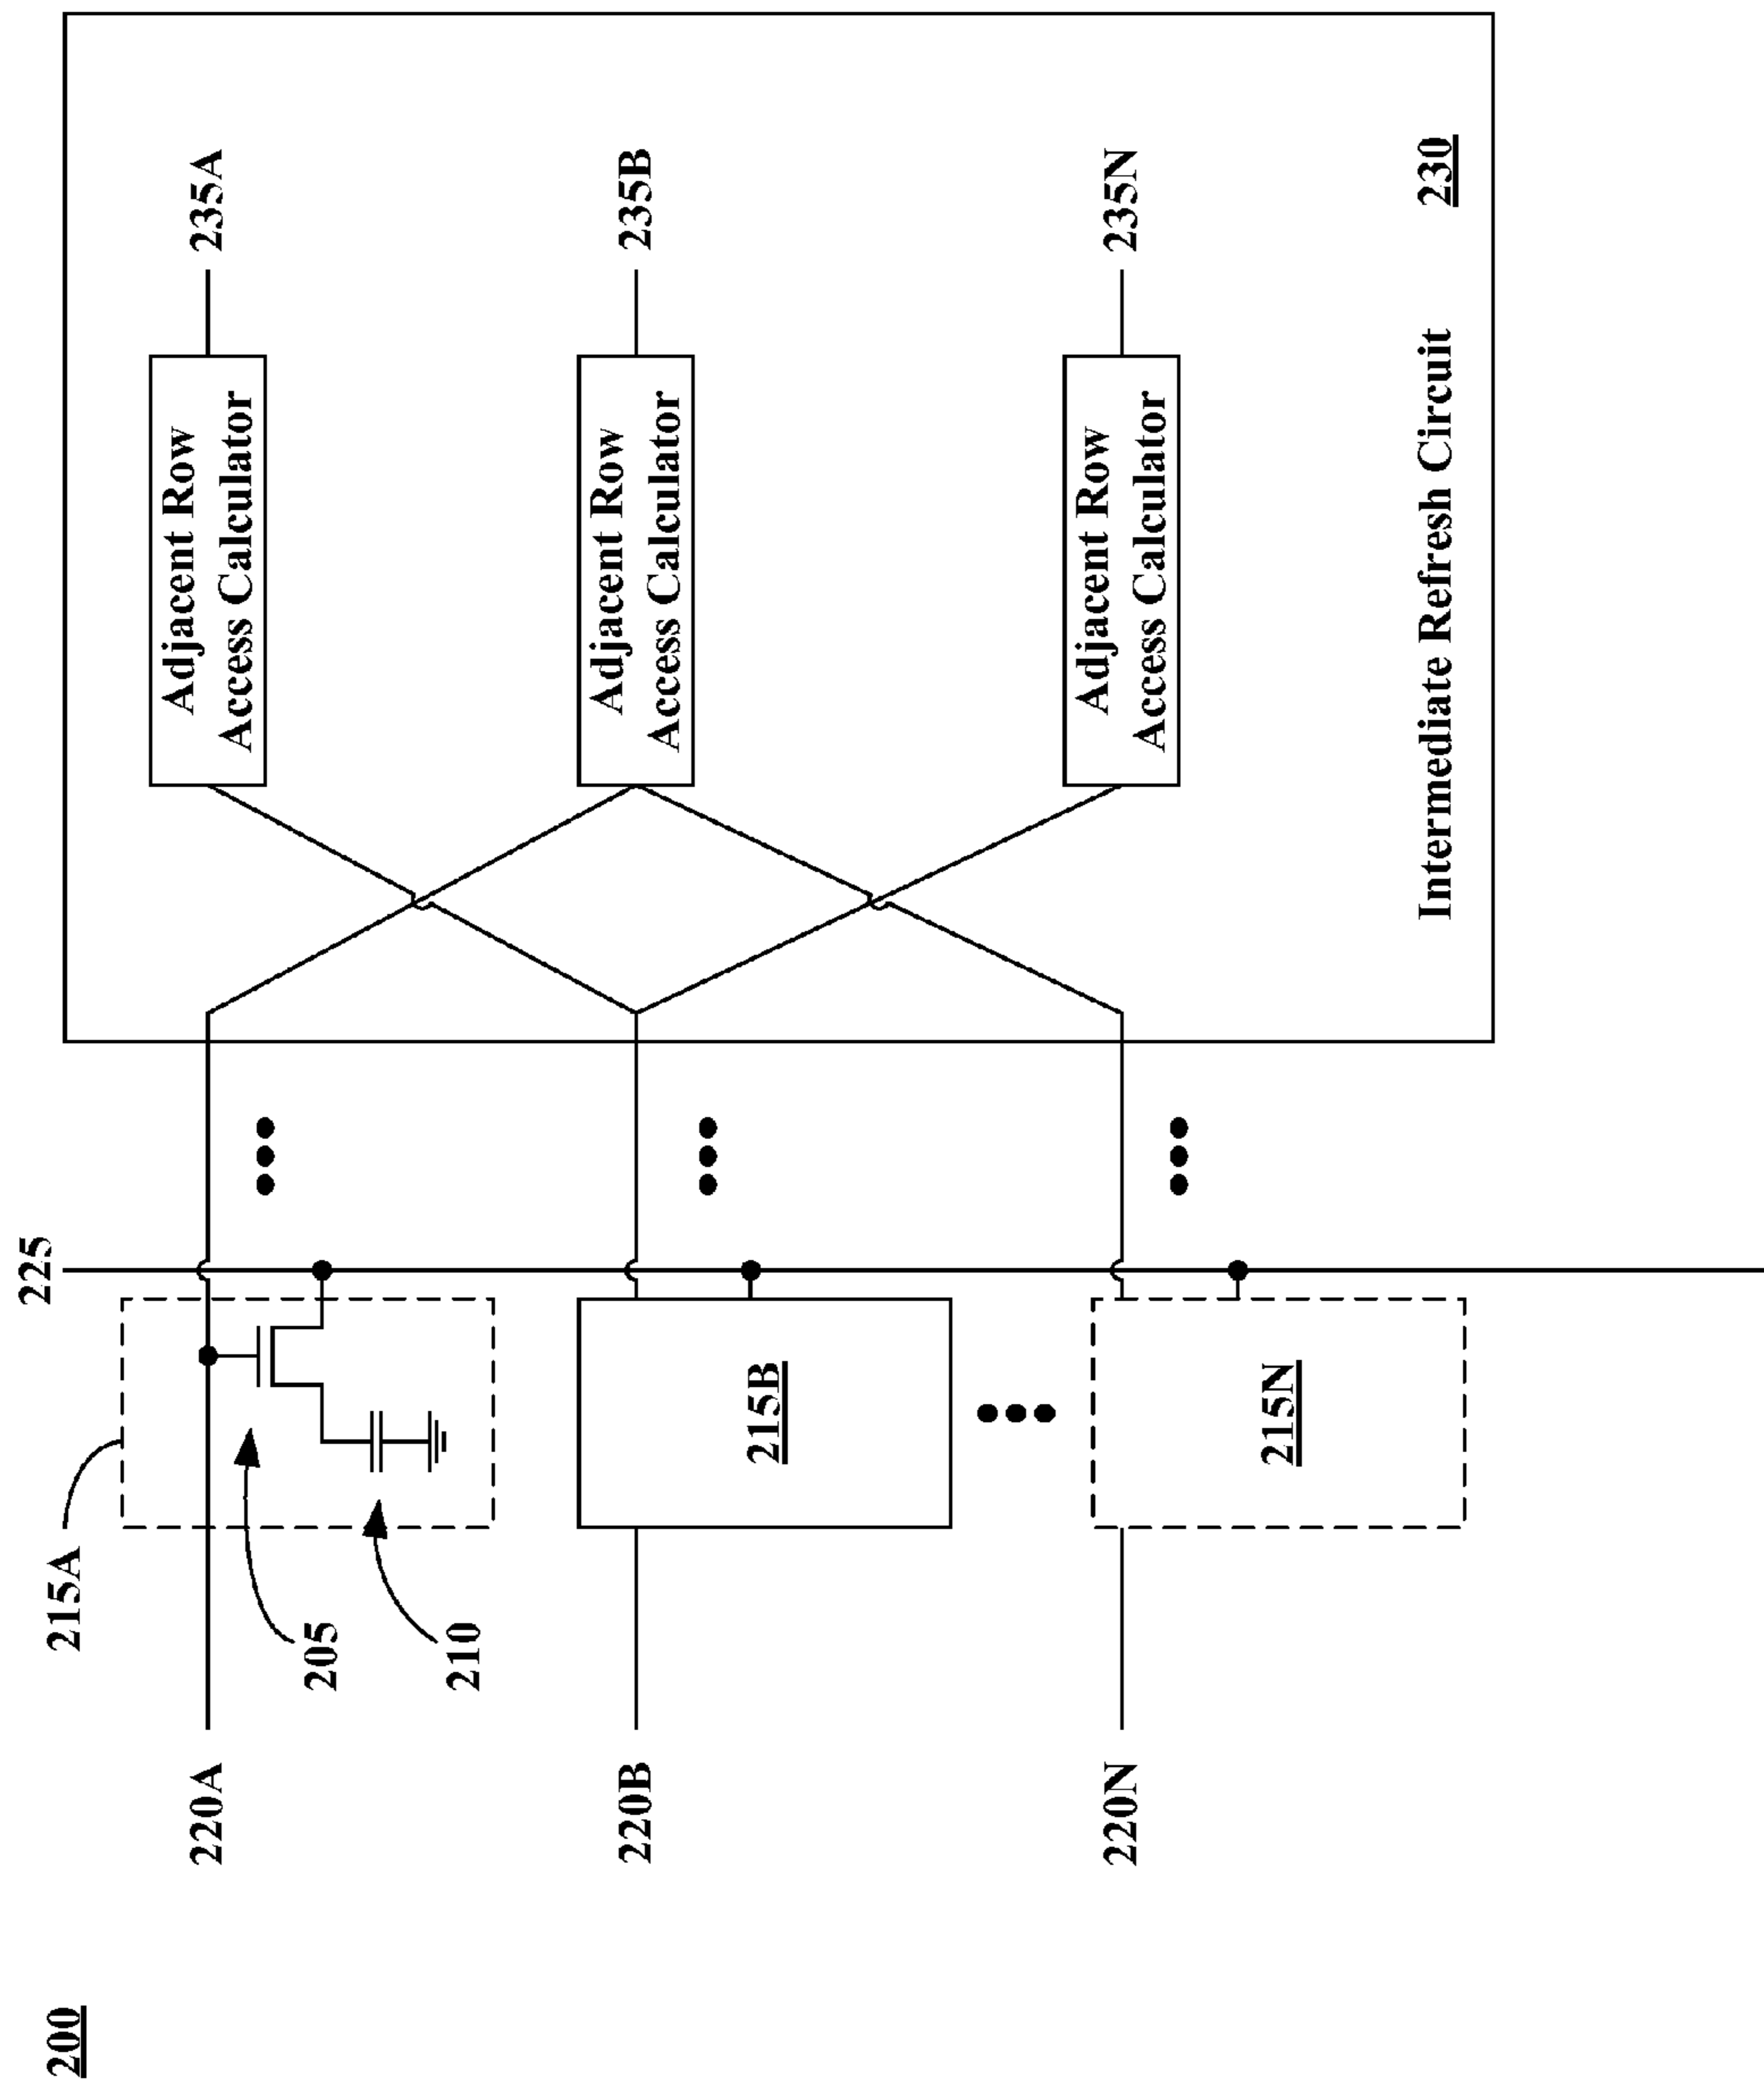 200
220A
220B
220N
215A
205
210
215B
215N
225
Adjacent Row
Access Calculator
235A
Adjacent Row
Access Calculator
235B
Adjacent Row
Access Calculator
235N
Intermediate Refresh Circuit 230